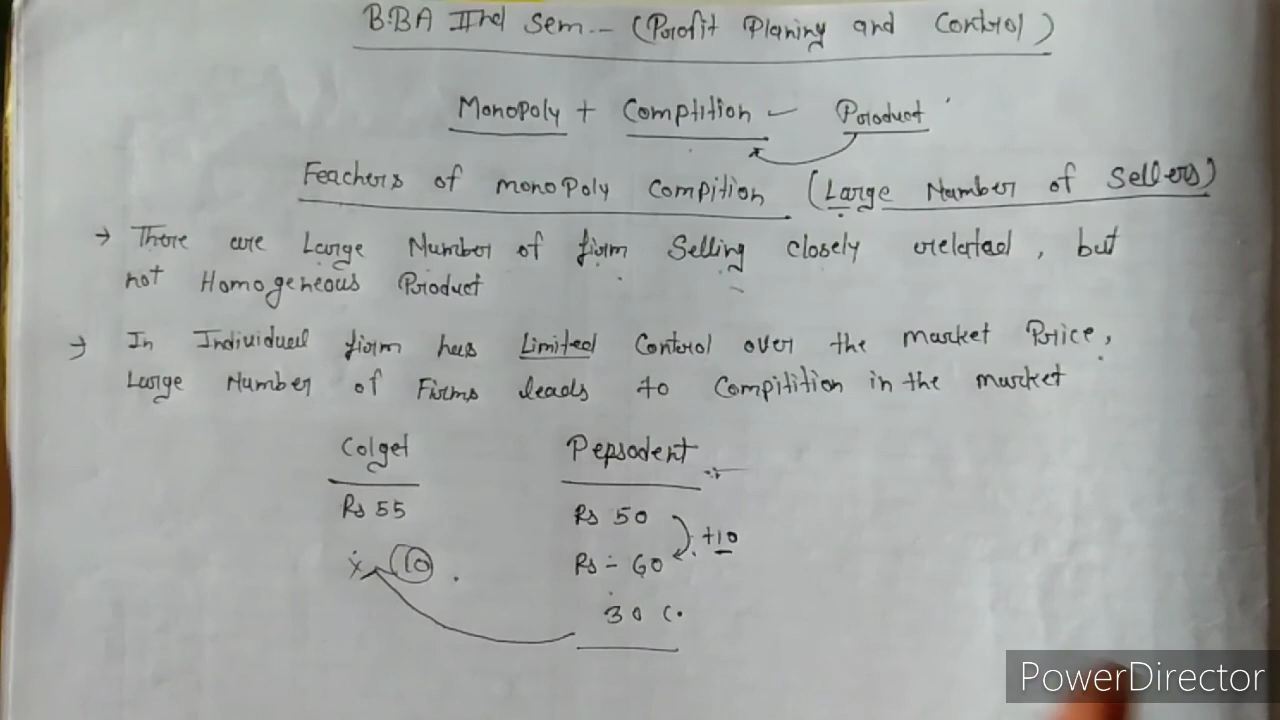 B.BA IInd Sem.- (Profit Planing and Control)
Monopoly + Comptition - Product
Feachers of monopoly compition (Large Number of Sellers)
→ There are Large Number of firm Selling closely related, but
not Homogeneous Product
→ In Individual firm has Limited Control over the market Price,
Large Number of Firms leads to Compitition in the market
Colget Pepsodent
Rs 55 Rs 50
+10
10 Rs - 60
30
PowerDirector